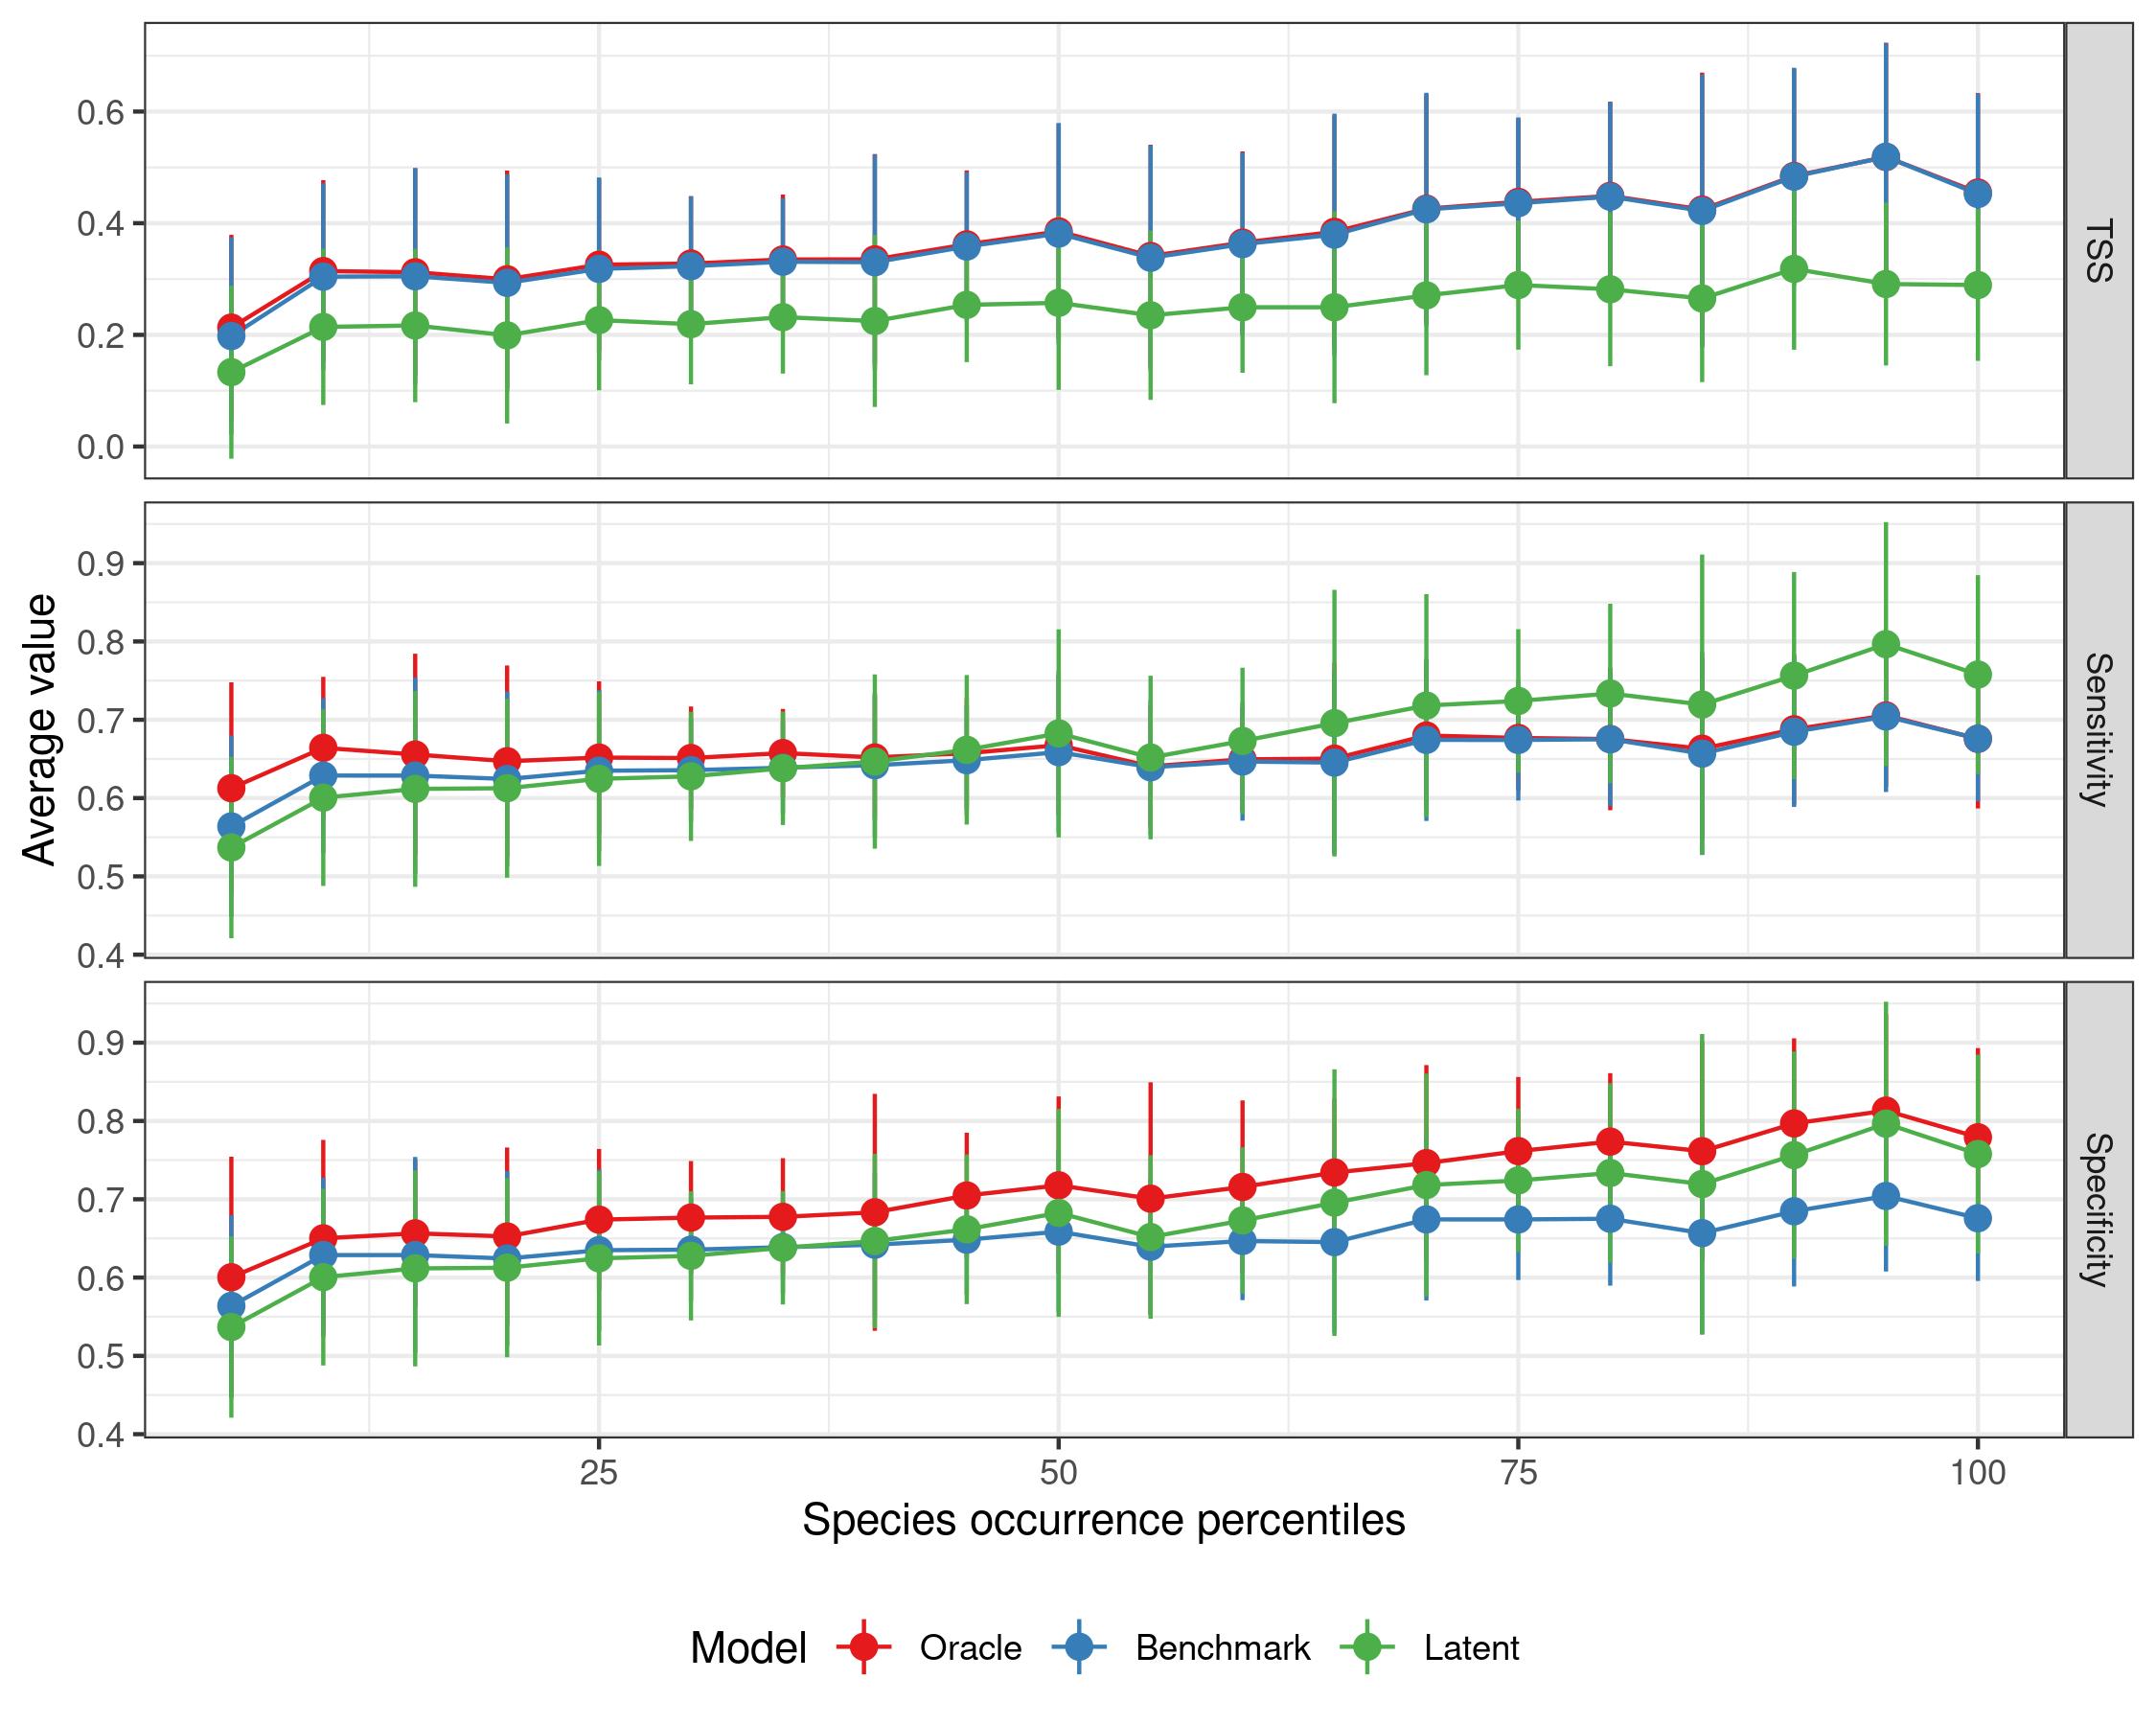 0.6
0.4
0.2
0.0
TSS
0.9
0.8
0.7
0.6
0.5
0.4
Sensitivity
Average value
0.9
0.8
0.7
0.6
0.5
0.4
Specificity
25 50 75 100
Species occurrence percentiles
Model Oracle Benchmark Latent